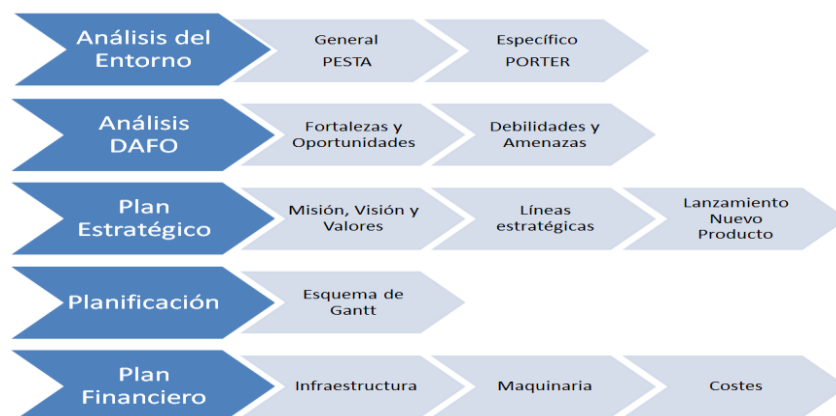 Análisis del
Entorno
General
PESTA
Específico
PORTER
Análisis
DAFO
Fortalezas y
Oportunidades
Debilidades y
Amenazas
Plan
Estratégico
Misión, Visión y
Valores
Líneas
estratégicas
Lanzamiento
Nuevo
Producto
Planificación
Esquema de
Gantt
Plan
Financiero
Infraestructura
Maquinaria
Costes